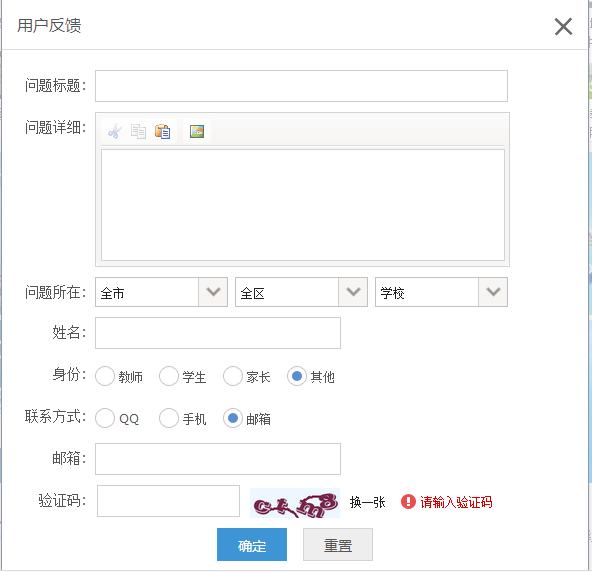 用户反馈
问题标题：
问题详细：
问题所在： 全市 全区 学校
姓名：
身份： 教师 学生 家长 其他
联系方式： QQ 手机 邮箱
邮箱：
验证码： 换一张 请输入验证码
确定 重置